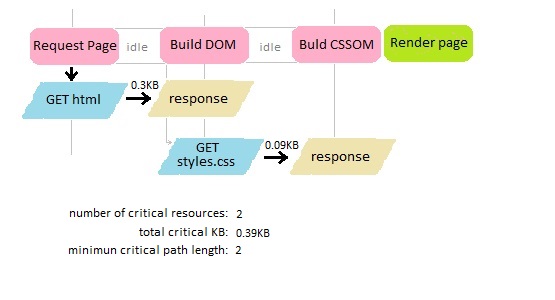 Request Page
idle
Build DOM
idle
Buld CSSOM
Render page
GET html
0.3KB
response
GET
styles.css
0.09KB
response
number of critical resources: 2
total critical KB: 0.39KB
minimun critical path length: 2